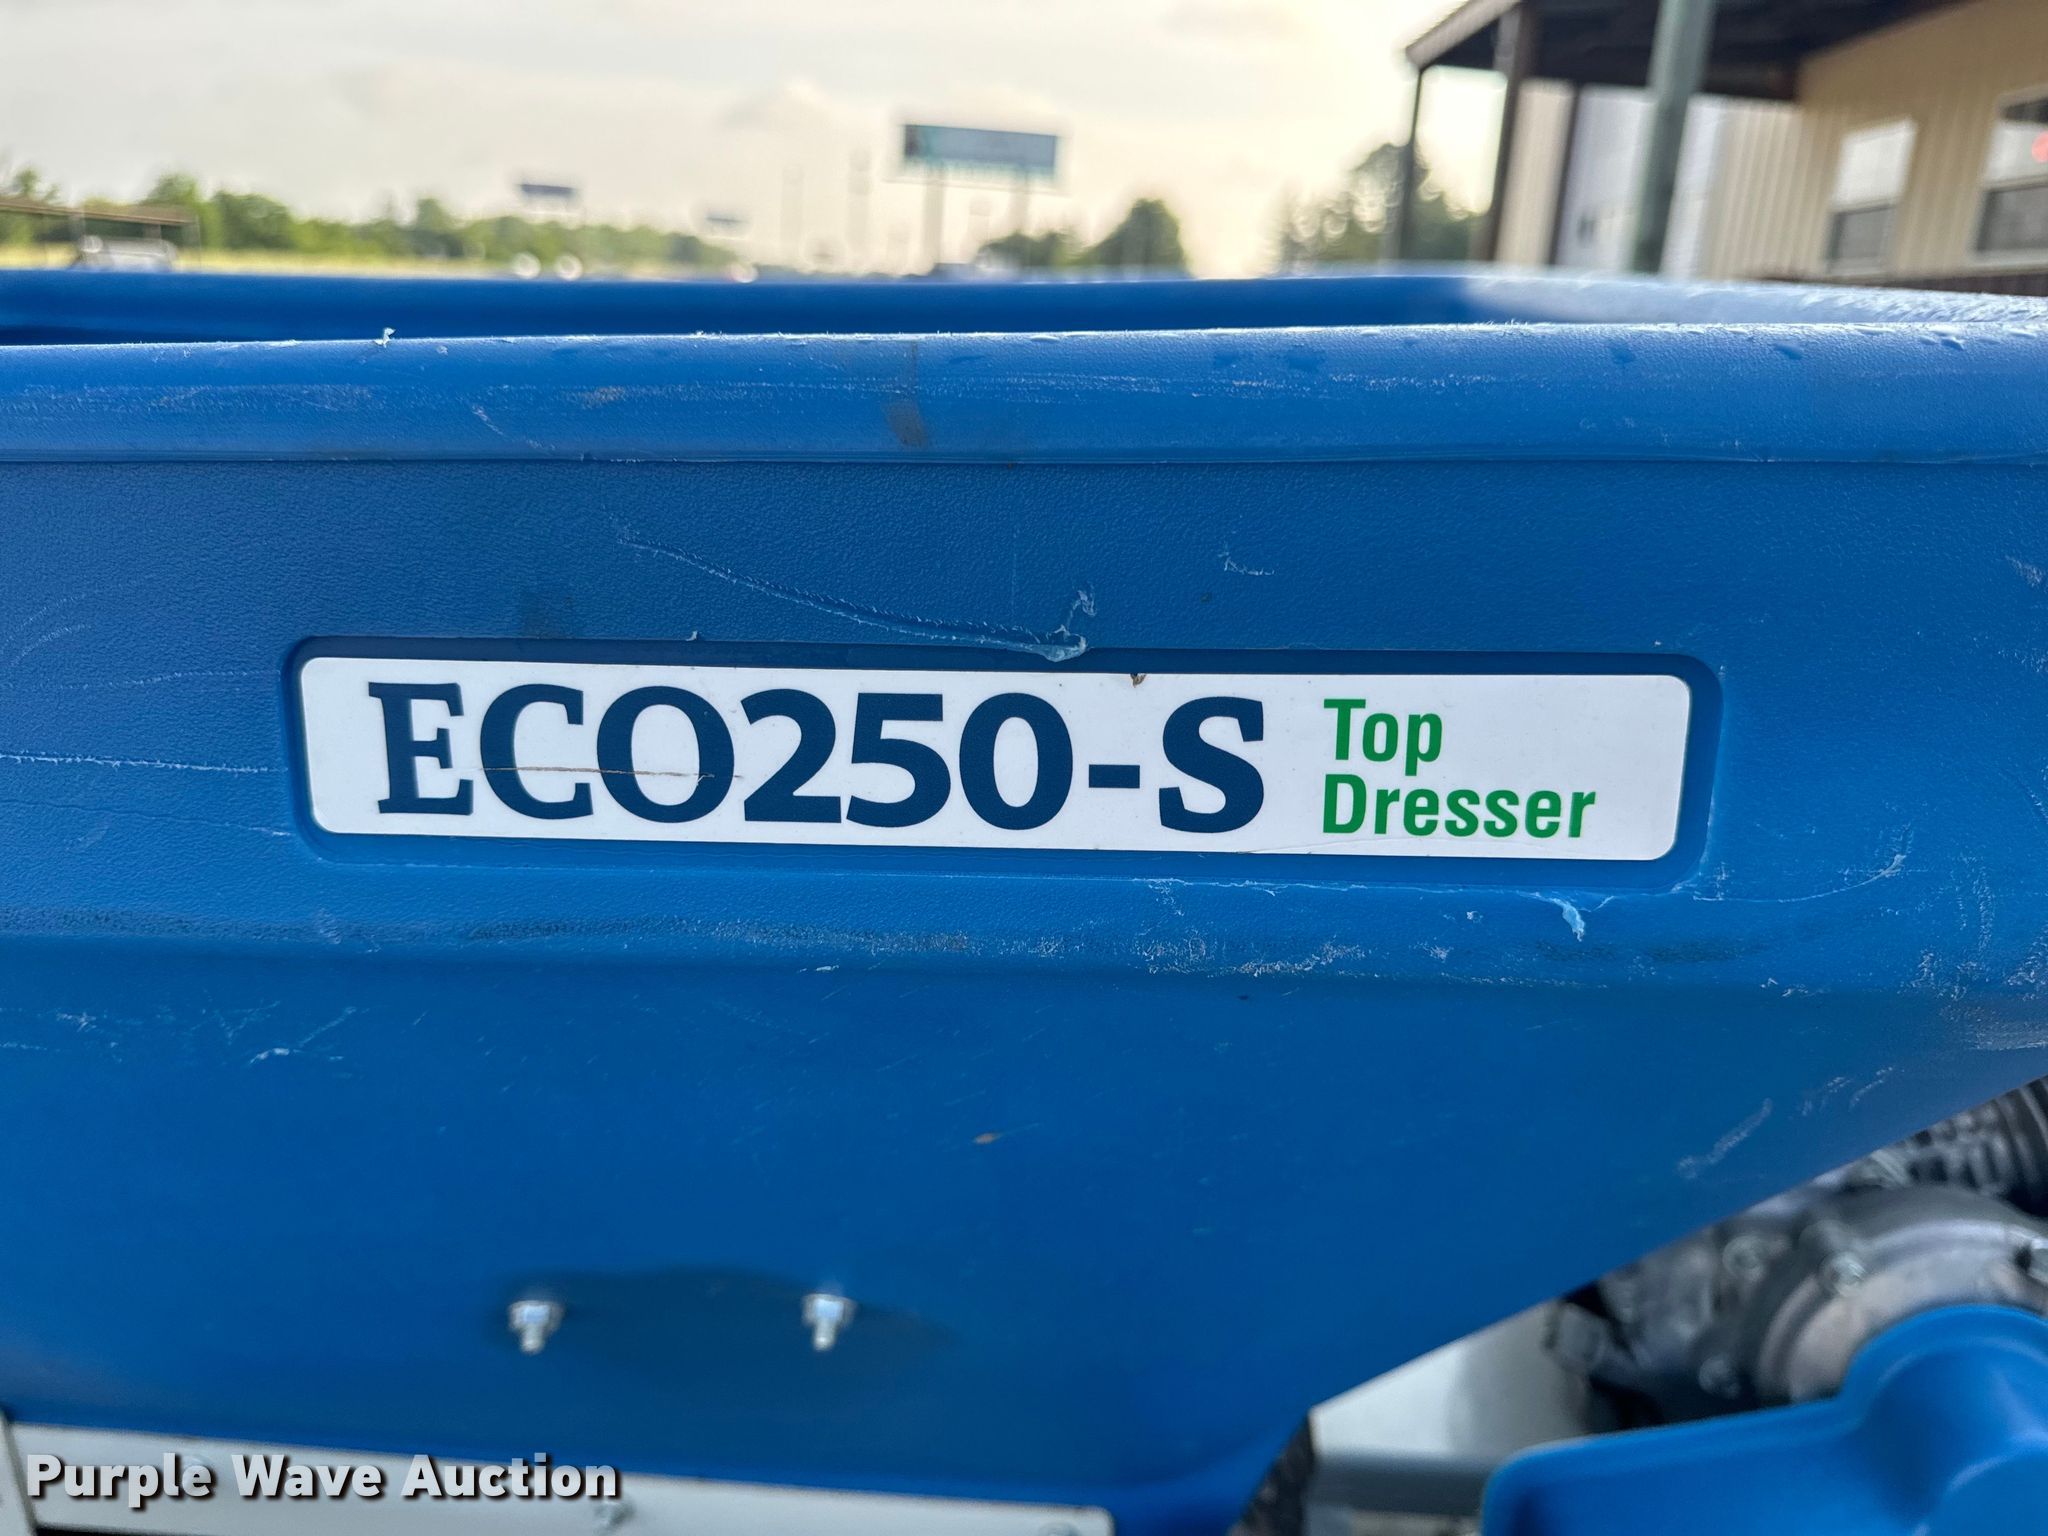 ECO250-S
Top
Dresser
Purple Wave Auction